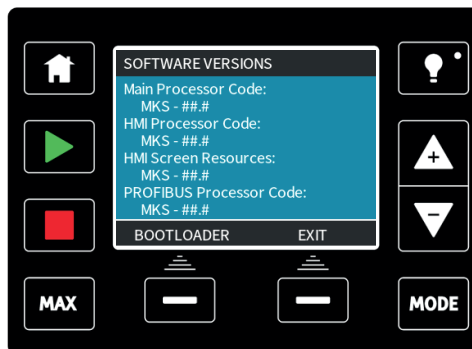 SOFTWARE VERSIONS
Main Processor Code:
MKS - ##.#
HMI Processor Code:
MKS - ##.#
HMI Screen Resources:
MKS - ##.#
PROFIBUS Processor Code:
MKS - ##.#
BOOTLOADER EXIT
MAX MODE